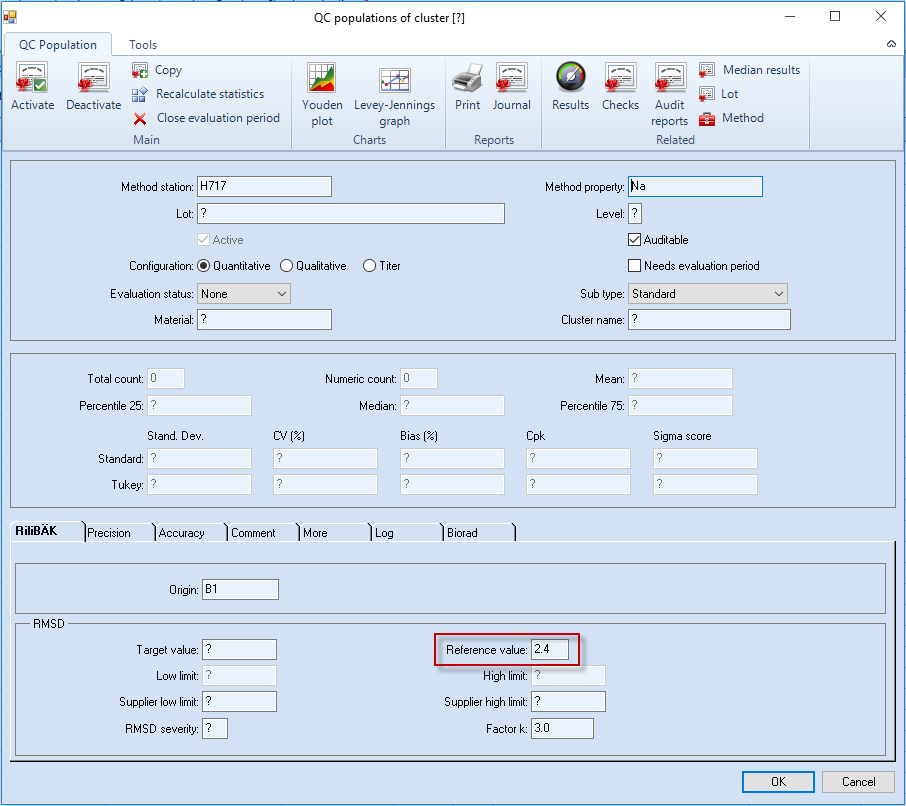 QC populations of cluster [?]
QC Population Tools
Activate Deactivate Copy
Recalculate statistics
Close evaluation period
Main
Youden plot Levey-Jennings graph
Charts
Print Journal
Reports
Results Checks Audit reports Median results
Lot
Method
Related
Method station: H717 Method property: Na
Lot: ? Level: ?
Active Auditable
Configuration: Quantitative Qualitative Titer Needs evaluation period
Evaluation status: None Sub type: Standard
Material: ? Cluster name: ?
Total count: 0 Numeric count: 0 Mean: ?
Percentile 25: ? Median: ? Percentile 75: ?
Stand. Dev. CV (%) Bias (%) Cpk Sigma score
Standard: ? ? ? ? ?
Tukey: ? ? ? ? ?
RiliBÄK Precision Accuracy Comment More Log Biorad
Origin: B1
RMSD
Target value: ? Reference value: 2.4
Low limit: ? High limit: ?
Supplier low limit: ? Supplier high limit: ?
RMSD severity: ? Factor k: 3.0
OK Cancel